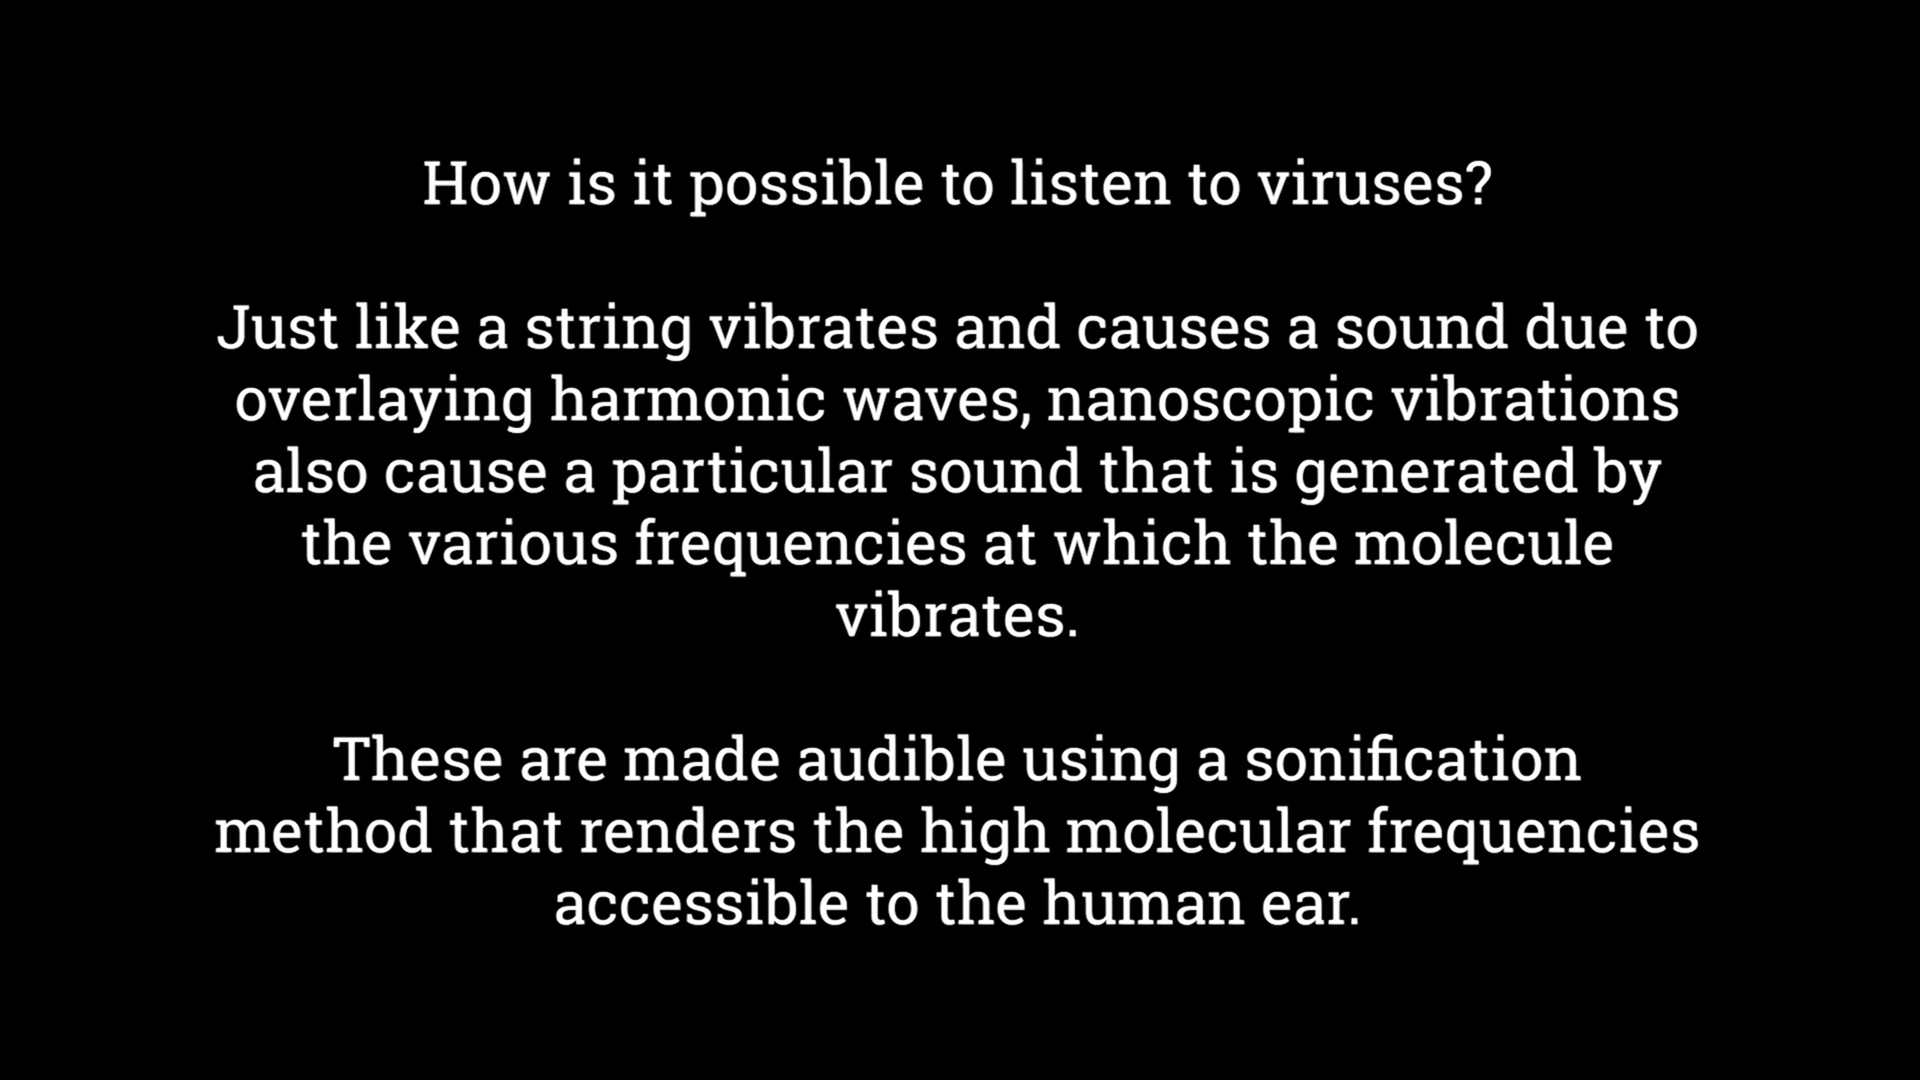 How is it possible to listen to viruses?
Just like a string vibrates and causes a sound due to
overlaying harmonic waves, nanoscopic vibrations
also cause a particular sound that is generated by
the various frequencies at which the molecule
vibrates.
These are made audible using a sonification
method that renders the high molecular frequencies
accessible to the human ear.